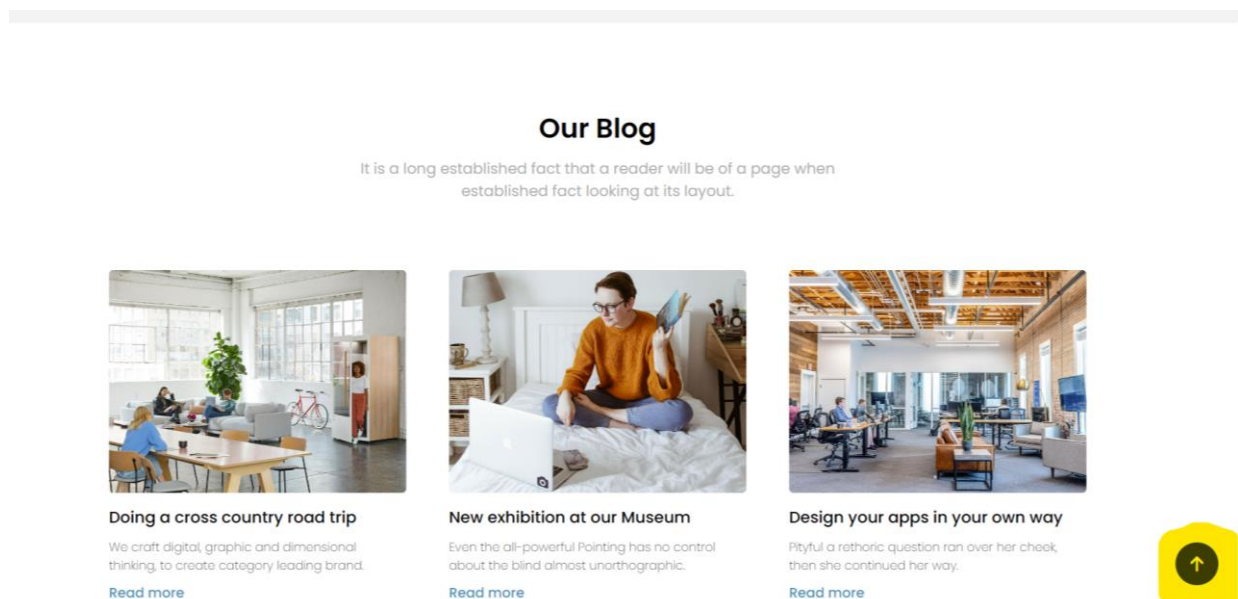 Our Blog
It is a long established fact that a reader will be of a page when
established fact looking at its layout.
Doing a cross country road trip
We craft digital, graphic and dimensional
thinking, to create category leading brand.
Read more
New exhibition at our Museum
Even the all-powerful Pointing has no control
about the blind almost unorthographic.
Read more
Design your apps in your own way
Pityful a rethoric question ran over her cheek,
then she continued her way.
Read more